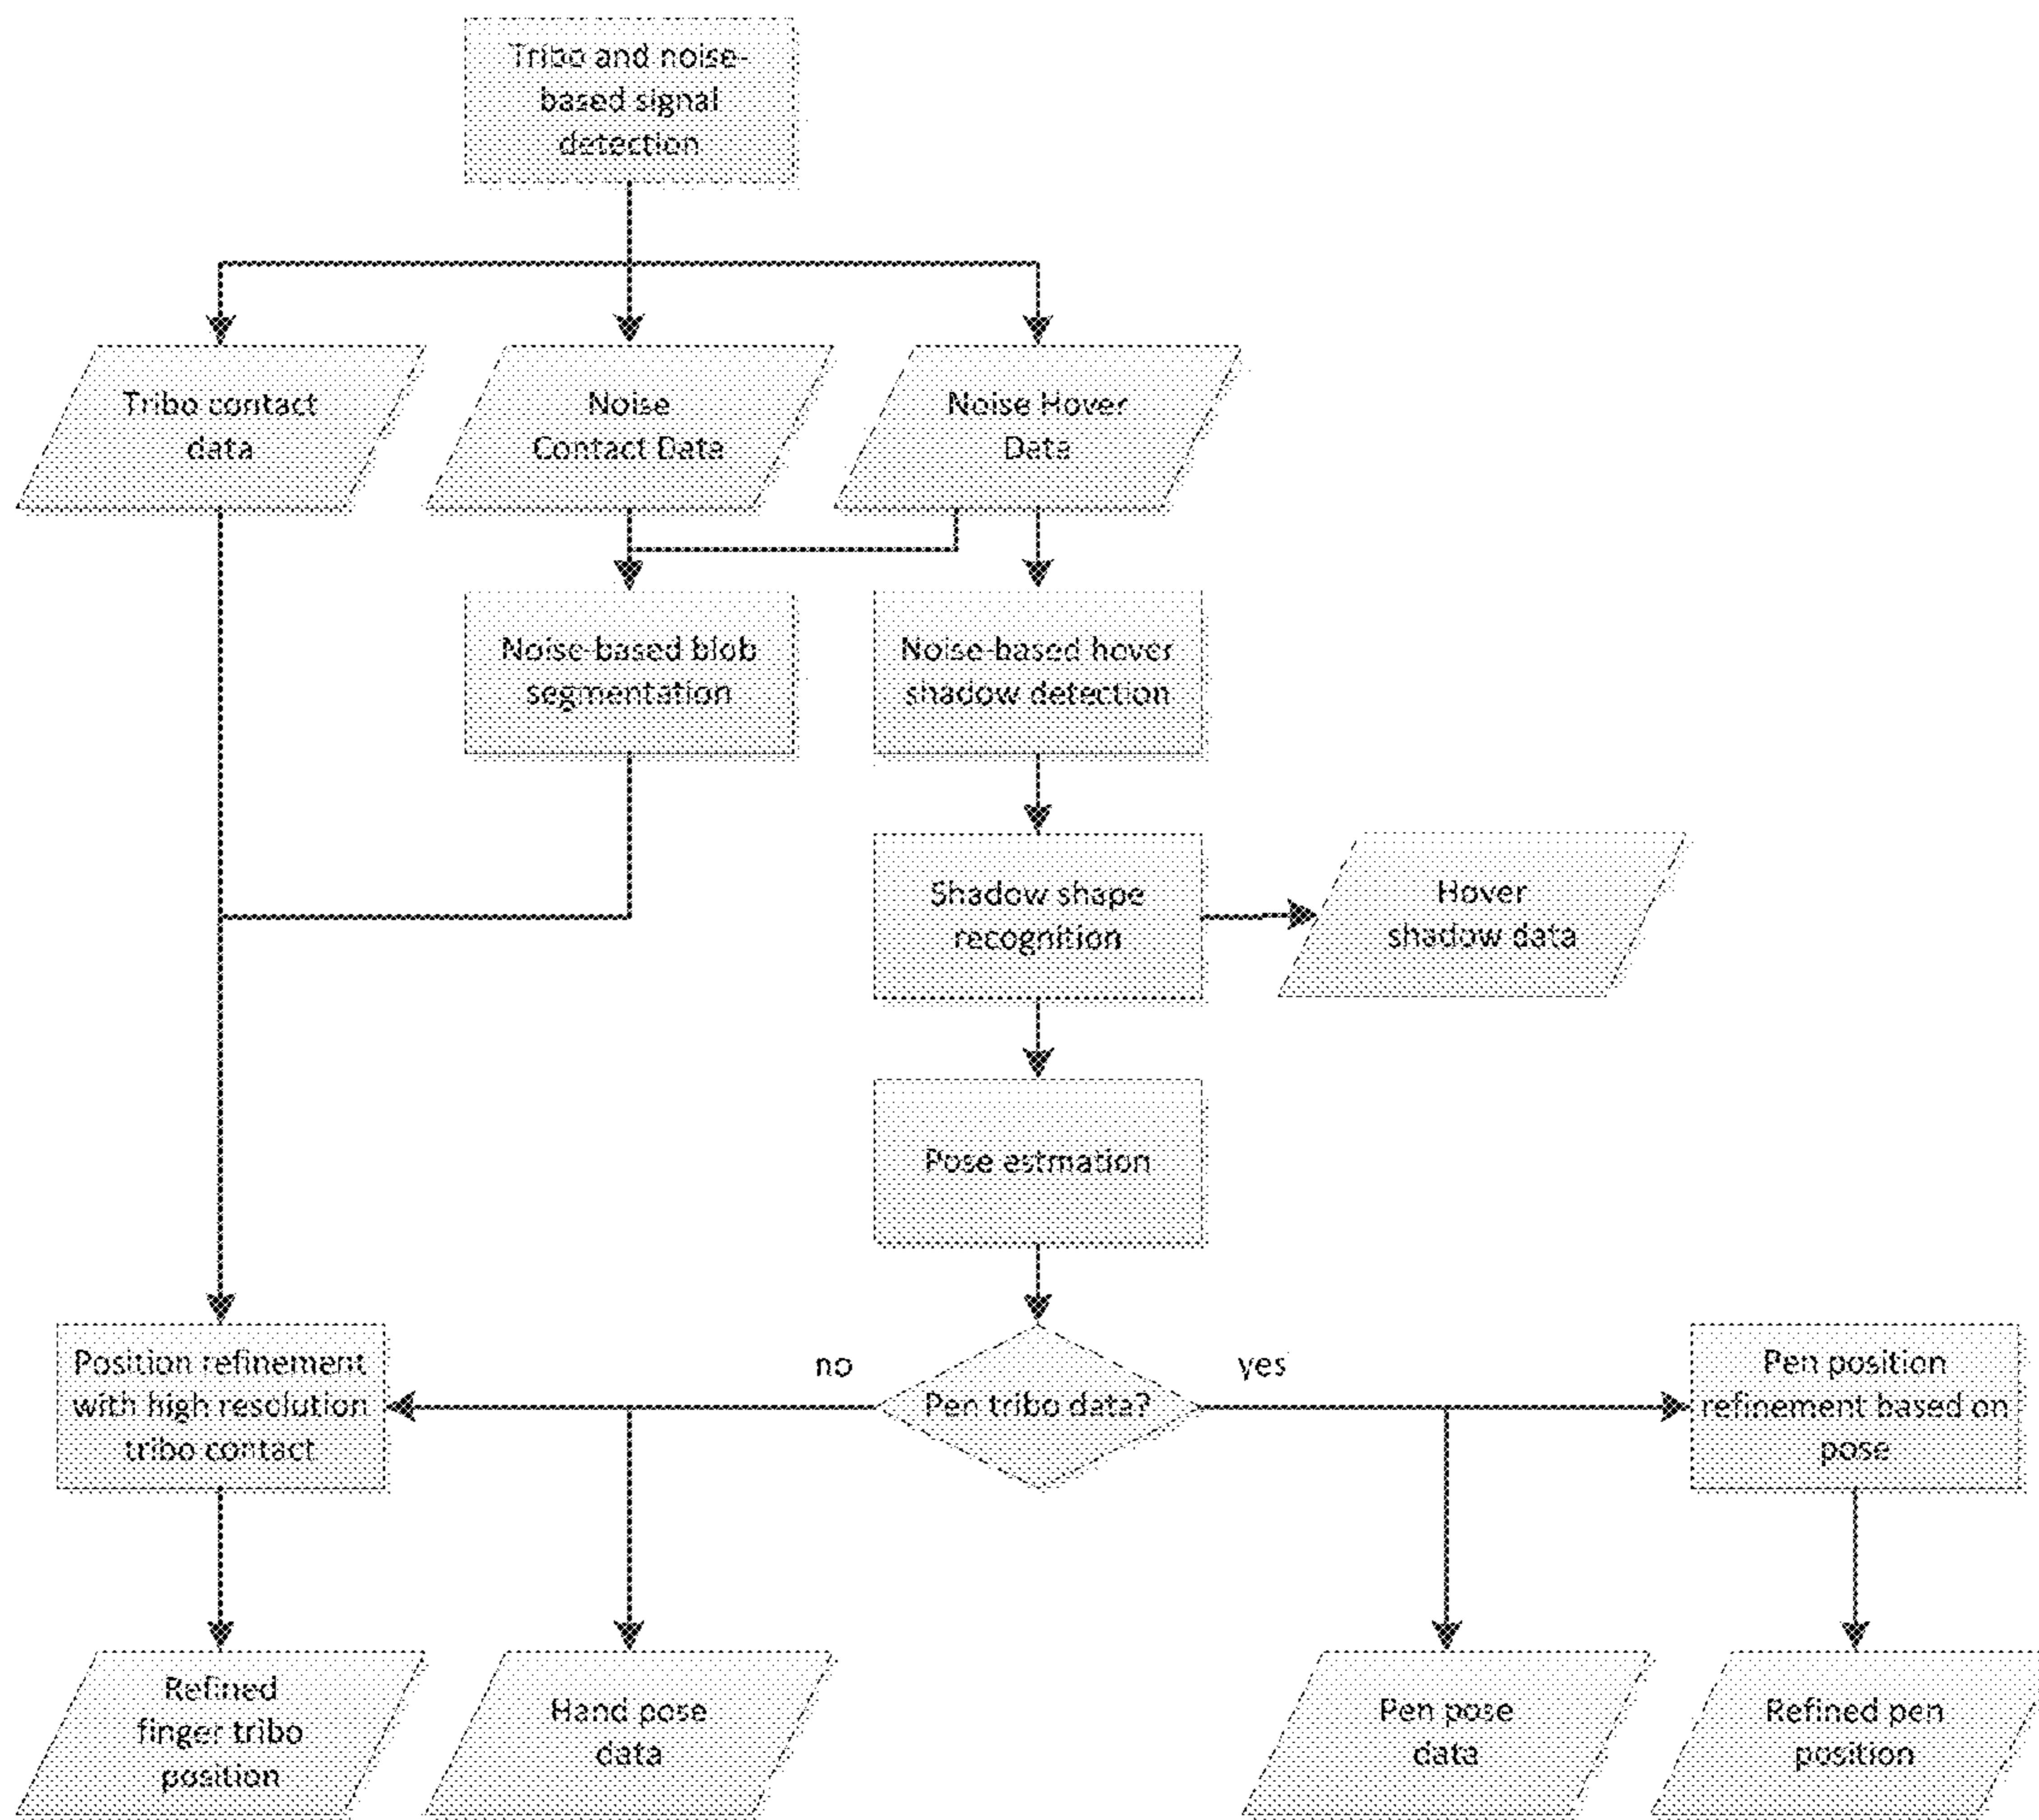 Tribo and noise-
based signal
detection
Tribo contact
data
Noise
Contact Data
Noise Hover
Data
Noise-based blob
segmentation
Noise-based hover
shadow detection
Shadow shape
recognition
Hover
shadow data
Pose estmation
Position refinement
with high resolution
tribo contact
no
Pen tribo data?
yes
Pen position
refinement based on
pose
Refined
finger tribo
position
Hand pose
data
Pen pose
data
Refined pen
position